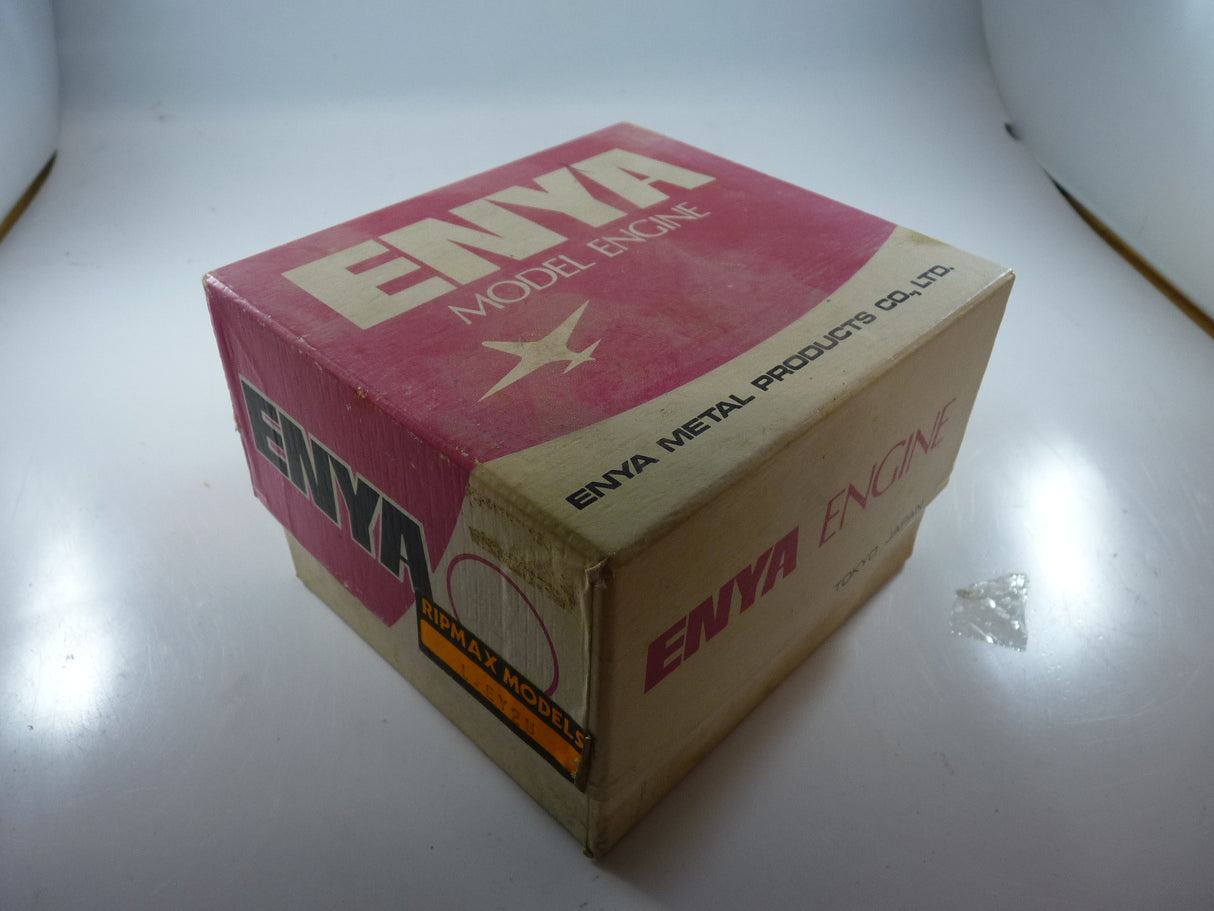 ENYA
MODEL ENGINE
ENYA METAL PRODUCTS CO., LTD.
ENYA
RIPMAX MODELS
ENYA ENGINE
TOKYO JAPAN